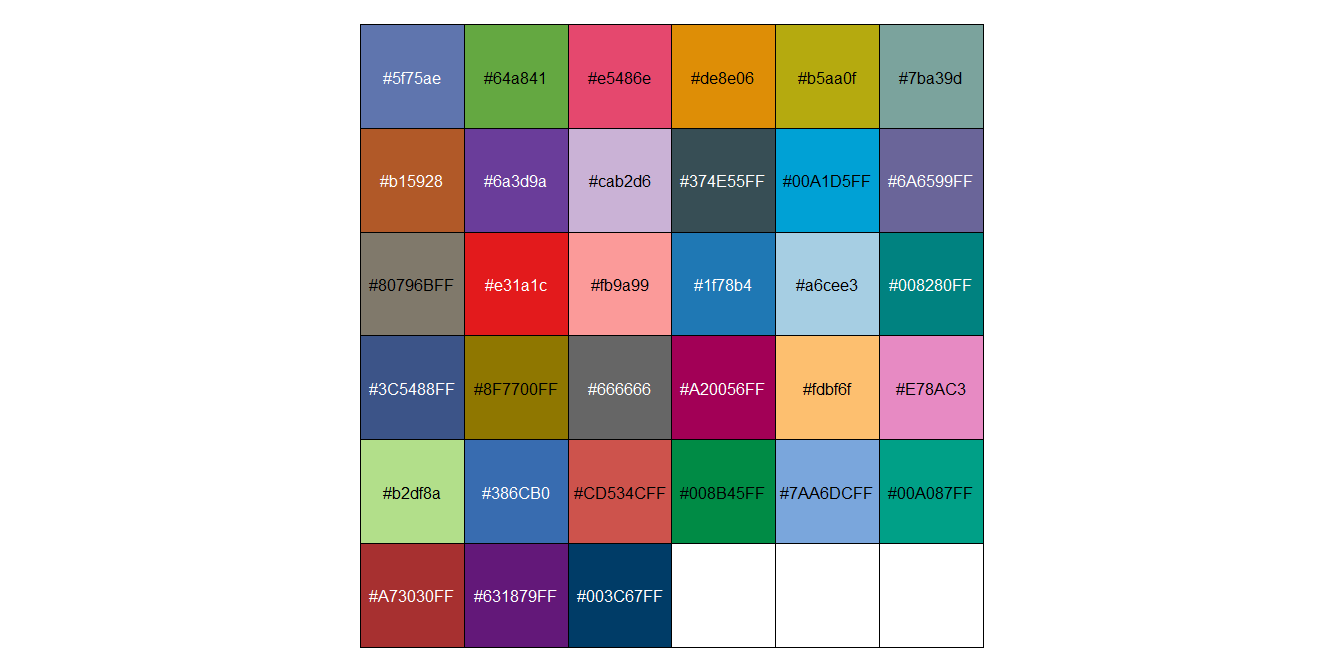 #5f75ae #64a841 #e5486e #de8e06 #b5aa0f #7ba39d
#b15928 #6a3d9a #cab2d6 #374E55FF #00A1D5FF #6A6599FF
#80796BFF #e31a1c #fb9a99 #1f78b4 #a6cee3 #008280FF
#3C5488FF #8F7700FF #666666 #A20056FF #fdbf6f #E78AC3
#b2df8a #386CB0 #CD534CFF #008B45FF #7AA6DCFF #00A087FF
#A73030FF #631879FF #003C67FF